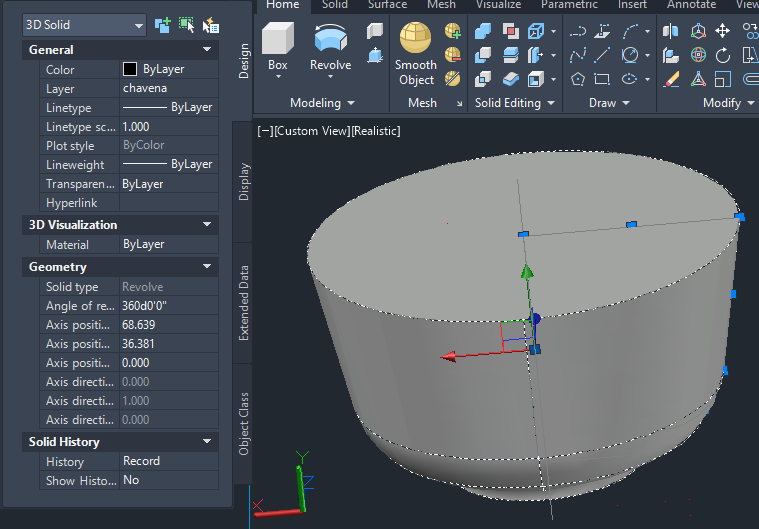 3D Solid
General
Color ByLayer
Layer chavena
Linetype ByLayer
Linetype sc... 1.000
Plot style ByColor
Lineweight ByLayer
Transparen... ByLayer
Hyperlink
3D Visualization
Material ByLayer
Geometry
Solid type Revolve
Angle of re... 360d0'0"
Axis positi... 68.639
Axis positi... 36.381
Axis positi... 0.000
Axis directi... 0.000
Axis directi... 1.000
Axis directi... 0.000
Solid History
History Record
Show Histo... No
Design
Display
Extended Data
Object Class
Home Solid Surface Mesh Visualize Parametric Insert Annotate View
Box
Revolve
Smooth
Object
Modeling
Mesh
Solid Editing
Draw
Modify
[−][Custom View][Realistic]
X
Y